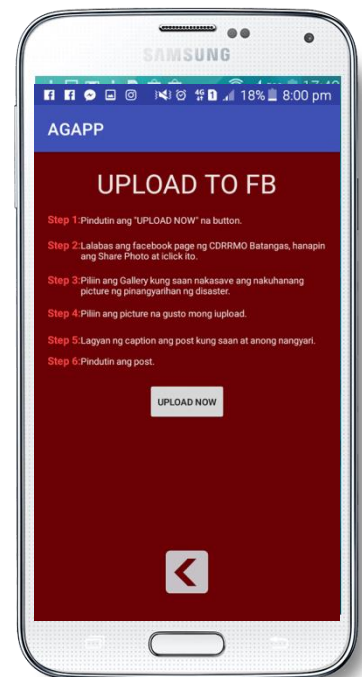 SAMSUNG
18% 8:00 pm
AGAPP
UPLOAD TO FB
Step 1:Pindutin ang "UPLOAD NOW" na button.
Step 2:Lalabas ang facebook page ng CDRRMO Batangas, hanapin
ang Share Photo at iclick ito.
Step 3:Piliin ang Gallery kung saan nakasave ang nakuhanang
picture ng pinangyarihan ng disaster.
Step 4:Piliin ang picture na gusto mong iupload.
Step 5:Lagyan ng caption ang post kung saan at anong nangyari.
Step 6:Pindutin ang post.
UPLOAD NOW